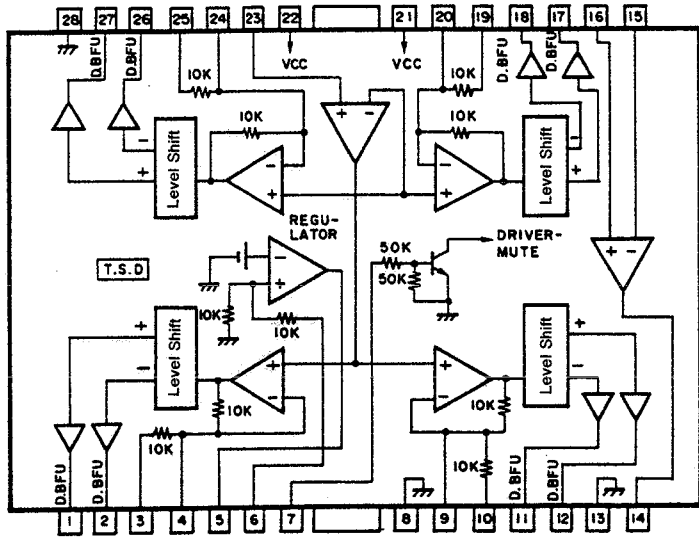 28 27 26 25 24 23 22 21 20 19 18 17 16 15
D.BFU D.BFU D.BFU D.BFU
VCC VCC
10K 10K
10K 10K
+ -
- -
+ +
Level Shift - + - + Level Shift
REGU-
LATOR
DRIVER-
MUTE
50K
50K
T.S.D
-
+
+ -
10K 10K
+ +
- -
Level Shift + - + - Level Shift
10K 10K
10K 10K
D.BFU D.BFU D.BFU D.BFU
1 2 3 4 5 6 7 8 9 10 11 12 13 14